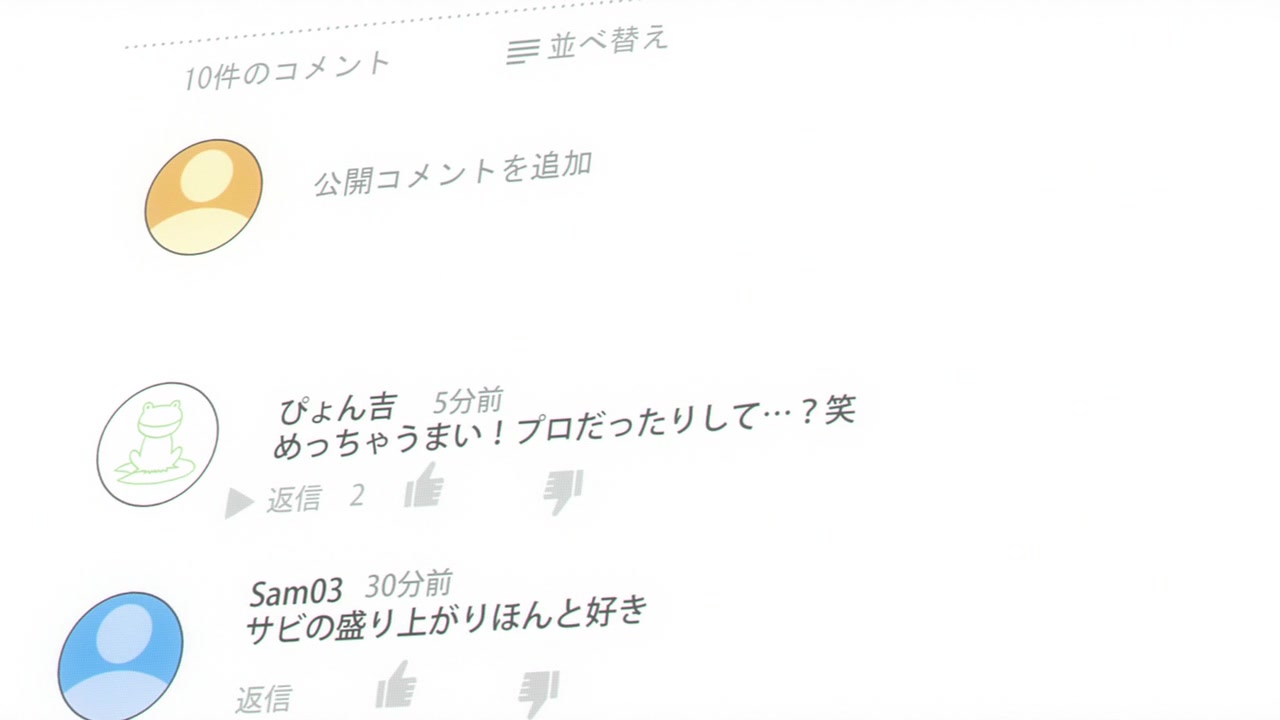 10件のコメント
並べ替え
公開コメントを追加
ぴょん吉 5分前
めっちゃうまい！プロだったりして…？笑
返信 2
Sam03 30分前
サビの盛り上がりほんと好き
返信